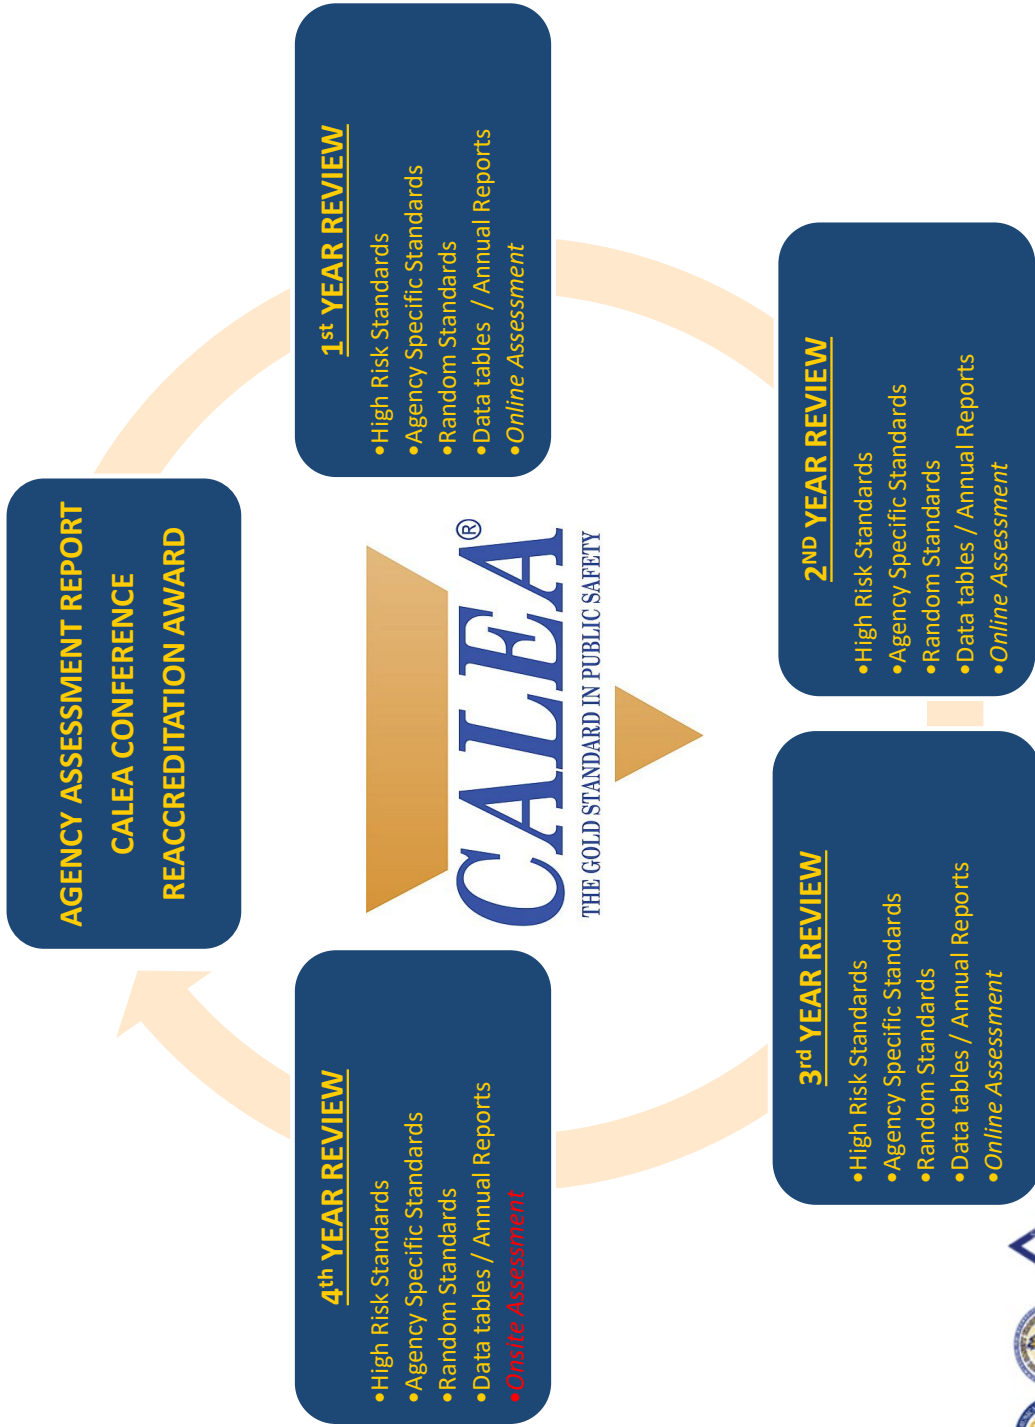 AGENCY ASSESSMENT REPORT
CALEA CONFERENCE
REACCREDITATION AWARD
1st YEAR REVIEW
•High Risk Standards
•Agency Specific Standards
•Random Standards
•Data tables / Annual Reports
•Online Assessment
2ND YEAR REVIEW
•High Risk Standards
•Agency Specific Standards
•Random Standards
•Data tables / Annual Reports
•Online Assessment
3rd YEAR REVIEW
•High Risk Standards
•Agency Specific Standards
•Random Standards
•Data tables / Annual Reports
•Online Assessment
4th YEAR REVIEW
•High Risk Standards
•Agency Specific Standards
•Random Standards
•Data tables / Annual Reports
•Onsite Assessment
CALEA®
THE GOLD STANDARD IN PUBLIC SAFETY